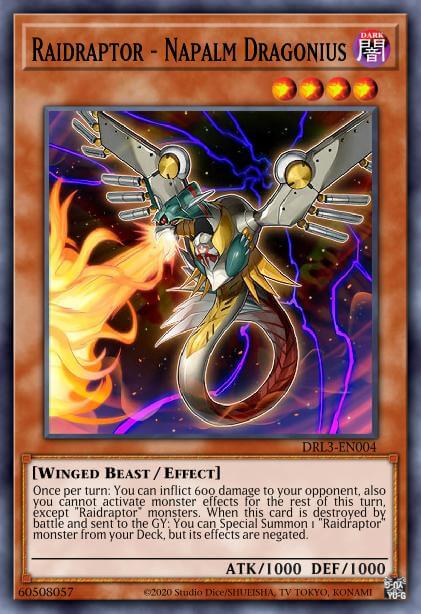 RAIDRAPTOR - NAPALM DRAGONIUS
DARK
闇
DRL3-EN004
[WINGED BEAST / EFFECT]
Once per turn: You can inflict 600 damage to your opponent, also
you cannot activate monster effects for the rest of this turn,
except "Raidraptor" monsters. When this card is destroyed by
battle and sent to the GY: You can Special Summon 1 "Raidraptor"
monster from your Deck, but its effects are negated.
ATK/1000 DEF/1000
60508057
©2020 Studio Dice/SHUEISHA, TV TOKYO, KONAMI